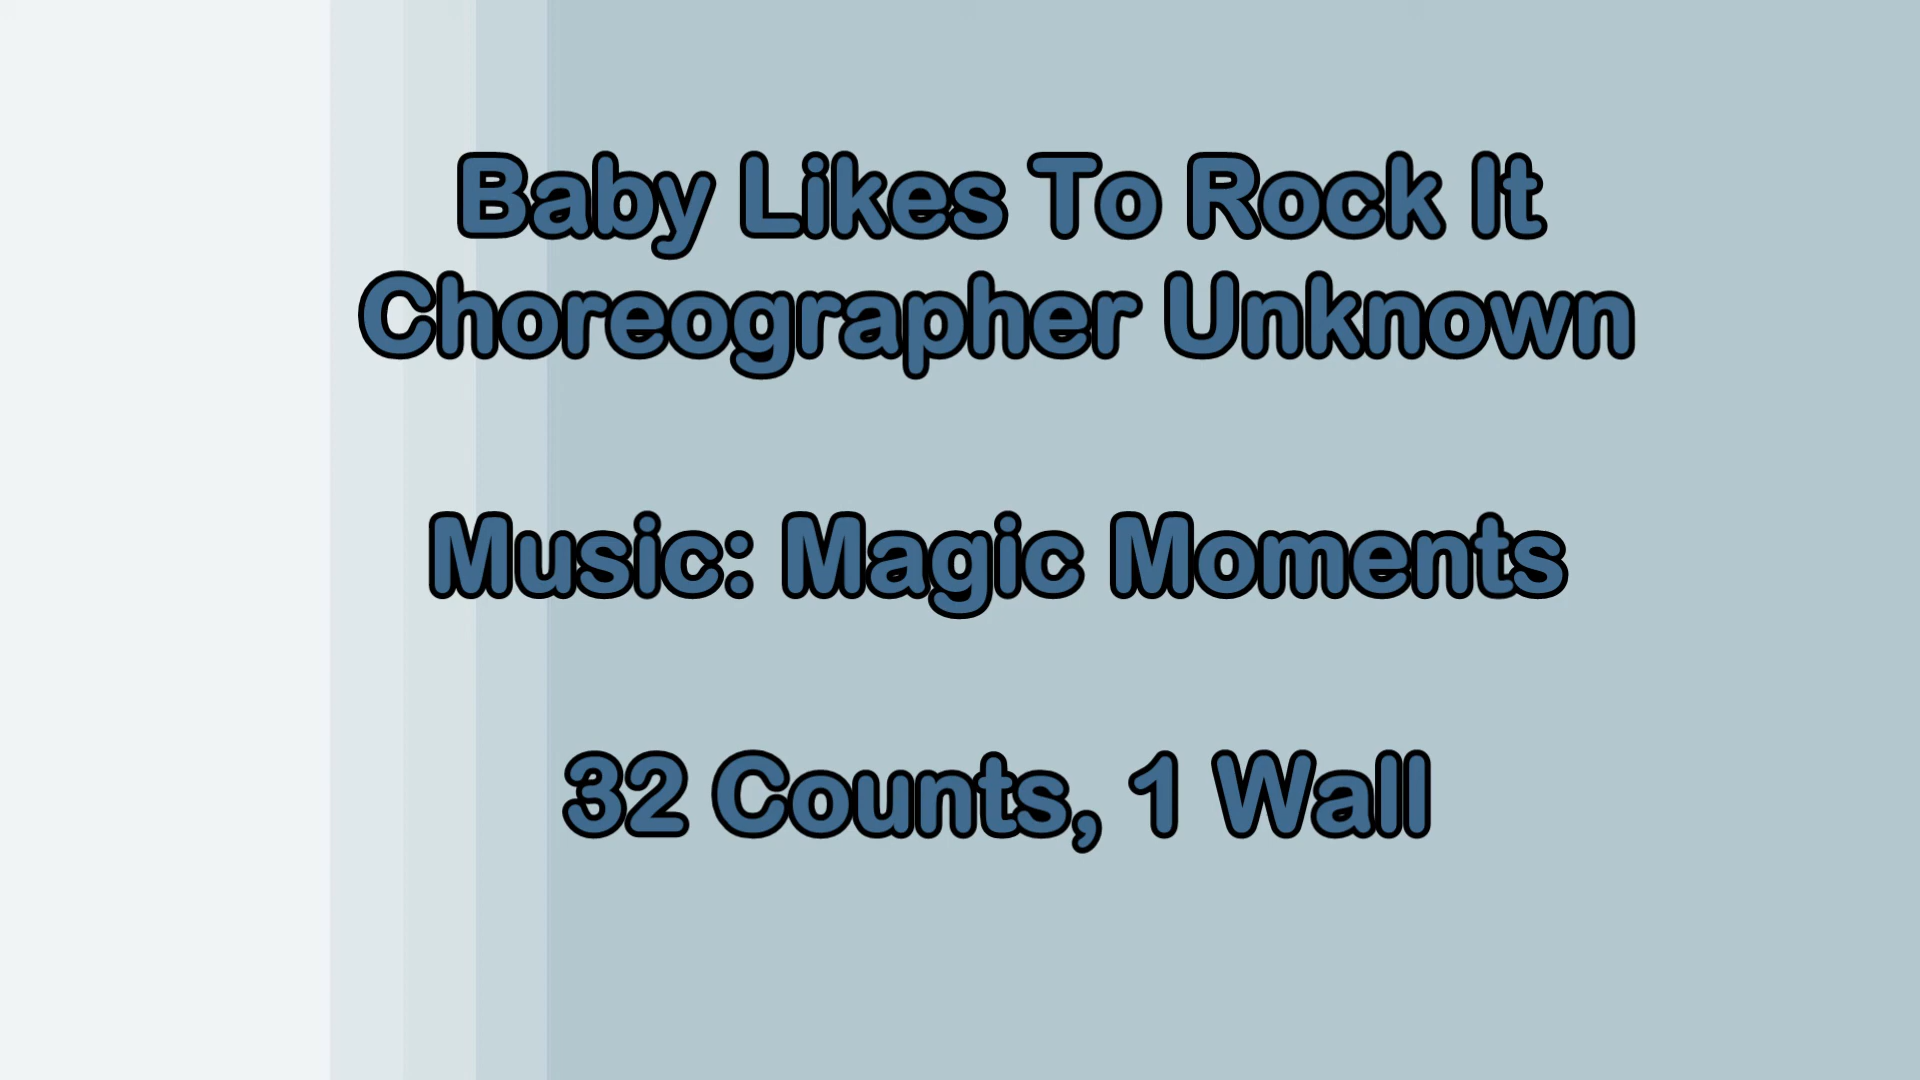 Baby Likes To Rock It
Choreographer Unknown
Music: Magic Moments
32 Counts, 1 Wall